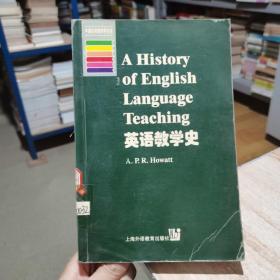 A History
of English
Language
Teaching
英语教学史
A. P. R. Howatt
上海外语教育出版社